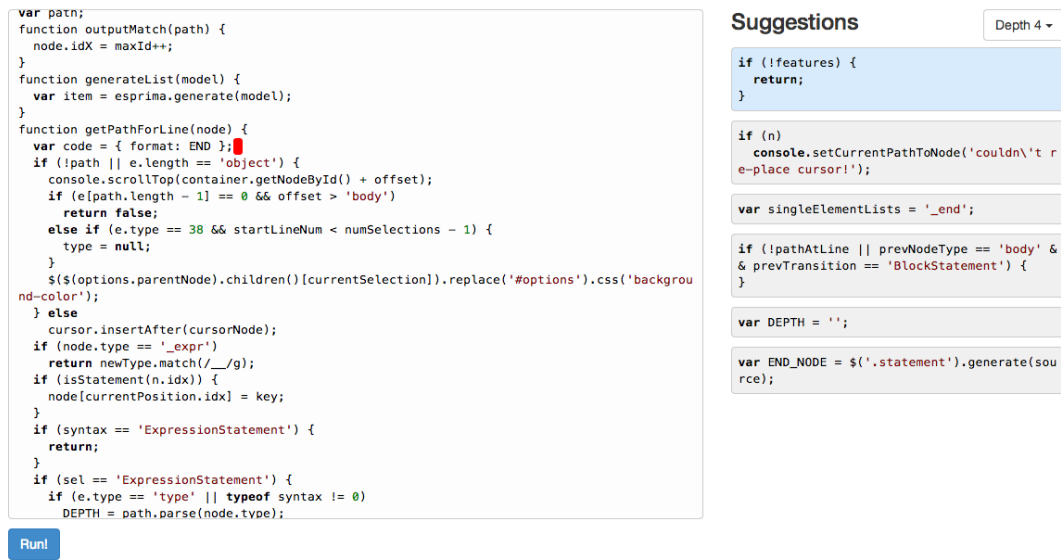 var path;
function outputMatch(path) {
  node.idX = maxId++;
}
function generateList(model) {
  var item = esprima.generate(model);
}
function getPathForLine(node) {
  var code = { format: END };
  if (!path || e.length == 'object') {
    console.scrollTop(container.getNodeById() + offset);
    if (e[path.length - 1] == 0 && offset > 'body')
      return false;
    else if (e.type == 38 && startLineNum < numSelections - 1) {
      type = null;
    }
    $($(options.parentNode).children()[currentSelection]).replace('#options').css('backgrou
nd-color');
  } else
    cursor.insertAfter(cursorNode);
  if (node.type == '_expr')
    return newType.match(/__/g);
  if (isStatement(n.idx)) {
    node[currentPosition.idx] = key;
  }
  if (syntax == 'ExpressionStatement') {
    return;
  }
  if (sel == 'ExpressionStatement') {
    if (e.type == 'type' || typeof syntax != 0)
      DEPTH = path.parse(node.type);
Run!
Suggestions
Depth 4
if (!features) {
  return;
}
if (n)
  console.setCurrentPathToNode('couldn\'t r
e-place cursor!');
var singleElementLists = '_end';
if (!pathAtLine || prevNodeType == 'body' &
& prevTransition == 'BlockStatement') {
}
var DEPTH = '';
var END_NODE = $('.statement').generate(sou
rce);